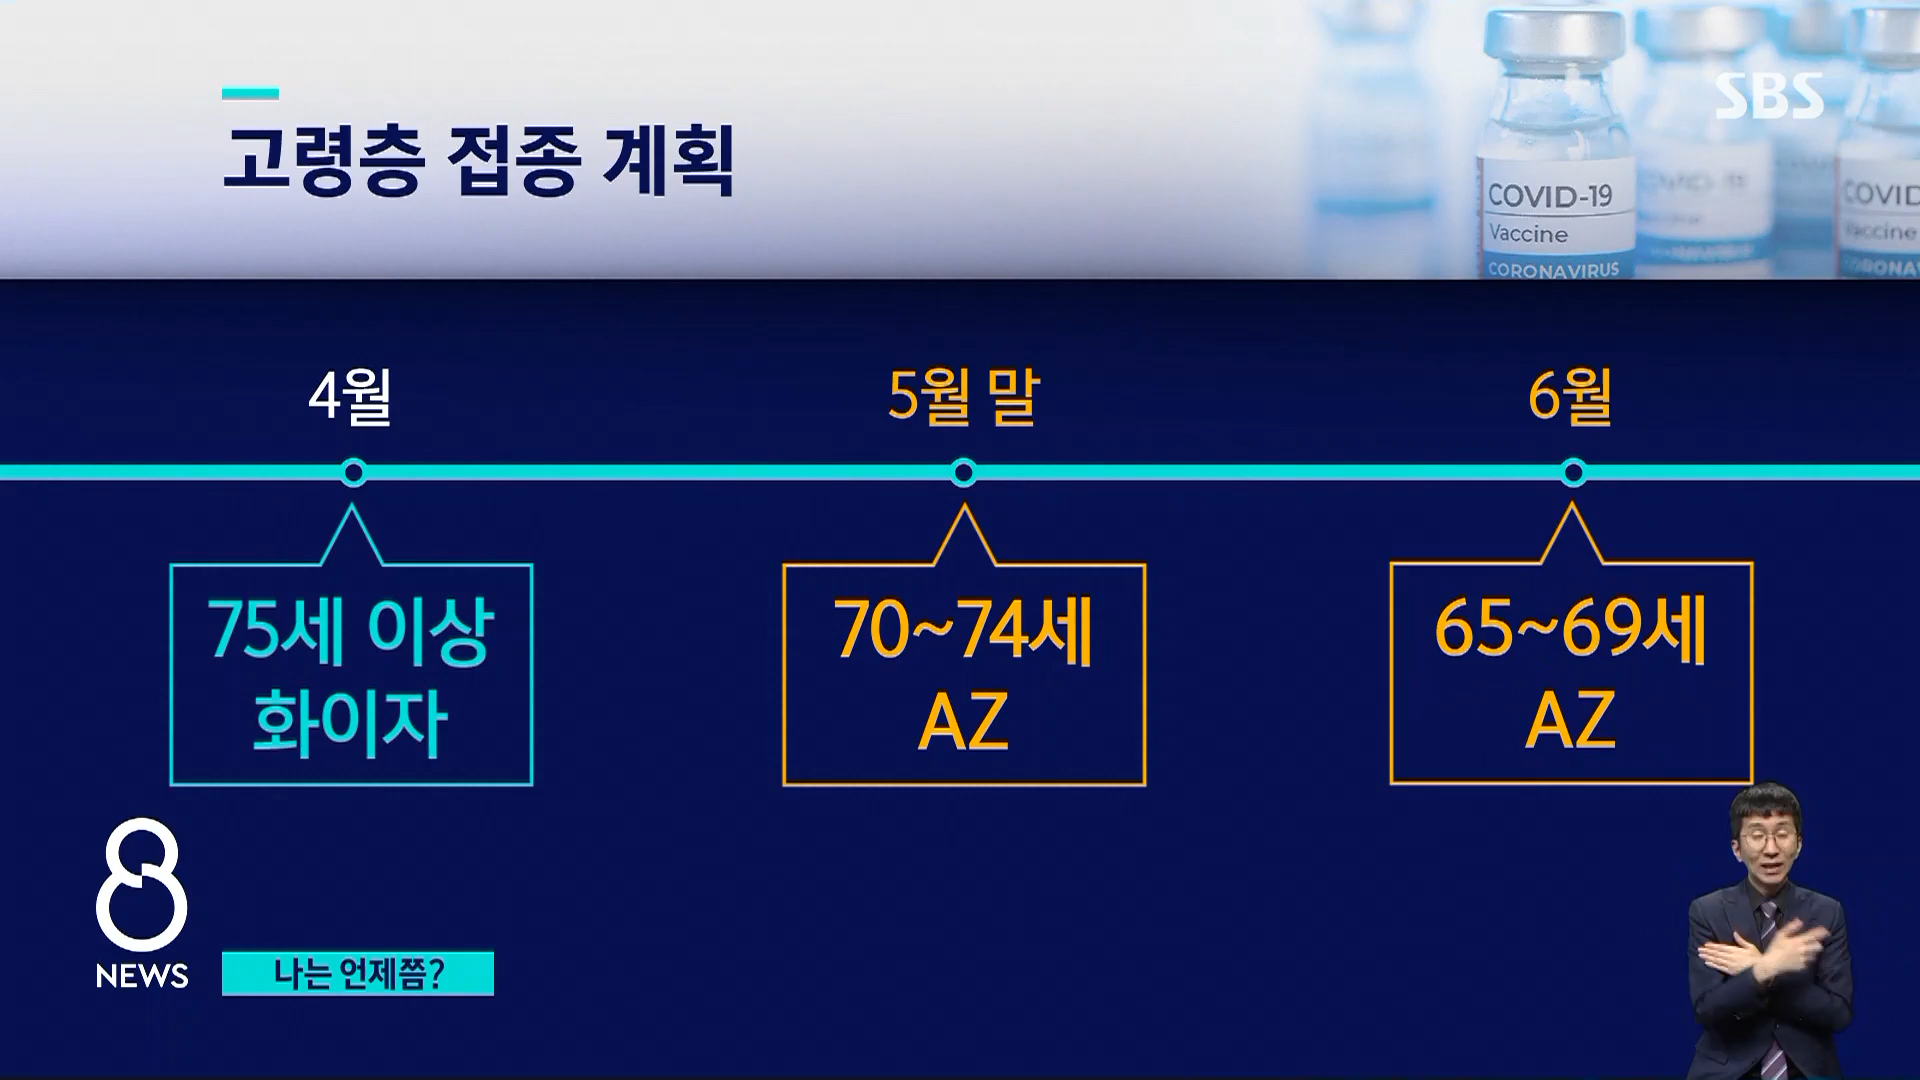 고령층 접종 계획
SBS
COVID-19
Vaccine
CORONAVIRUS
COVID
Vaccine
4월
5월 말
6월
75세 이상
화이자
70~74세
AZ
65~69세
AZ
8
NEWS
나는 언제쯤?